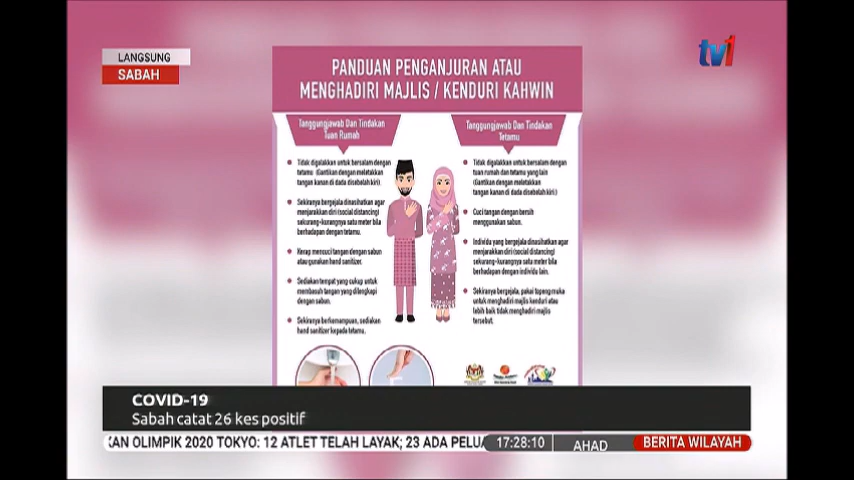 LANGSUNG
SABAH
tv1
PANDUAN PENGANJURAN ATAU
MENGHADIRI MAJLIS / KENDURI KAHWIN
Tanggungjawab Dan Tindakan
Tuan Rumah
Tidak digalakkan untuk bersalam dengan
tetamu (Gantikan dengan meletakkan
tangan kanan di dada disebelah kiri).
Sekiranya bergejala dinasihatkan agar
menjarakkan diri (social distancing)
sekurang-kurangnya satu meter bila
berhadapan dengan tetamu.
Kerap mencuci tangan dengan sabun
atau gunakan hand sanitizer.
Sediakan tempat yang cukup untuk
membasuh tangan yang dilengkapi
dengan sabun.
Sekiranya berkemampuan, sediakan
hand sanitizer kepada tetamu.
Tanggungjawab Dan Tindakan
Tetamu
Tidak digalakkan untuk bersalam dengan
tuan rumah dan tetamu yang lain
(Gantikan dengan meletakkan
tangan kanan di dada disebelah kiri.)
Cuci tangan dengan bersih
menggunakan sabun.
Individu yang bergejala dinasihatkan agar
menjarakkan diri (social distancing)
sekurang-kurangnya satu meter bila
berhadapan dengan individu lain.
Sekiranya bergejala, pakai topeng muka
untuk menghadiri majlis kenduri atau
lebih baik tidak menghadiri majlis
tersebut.
COVID-19
Sabah catat 26 kes positif
KAN OLIMPIK 2020 TOKYO: 12 ATLET TELAH LAYAK; 23 ADA PELUA
17:28:10
AHAD
BERITA WILAYAH